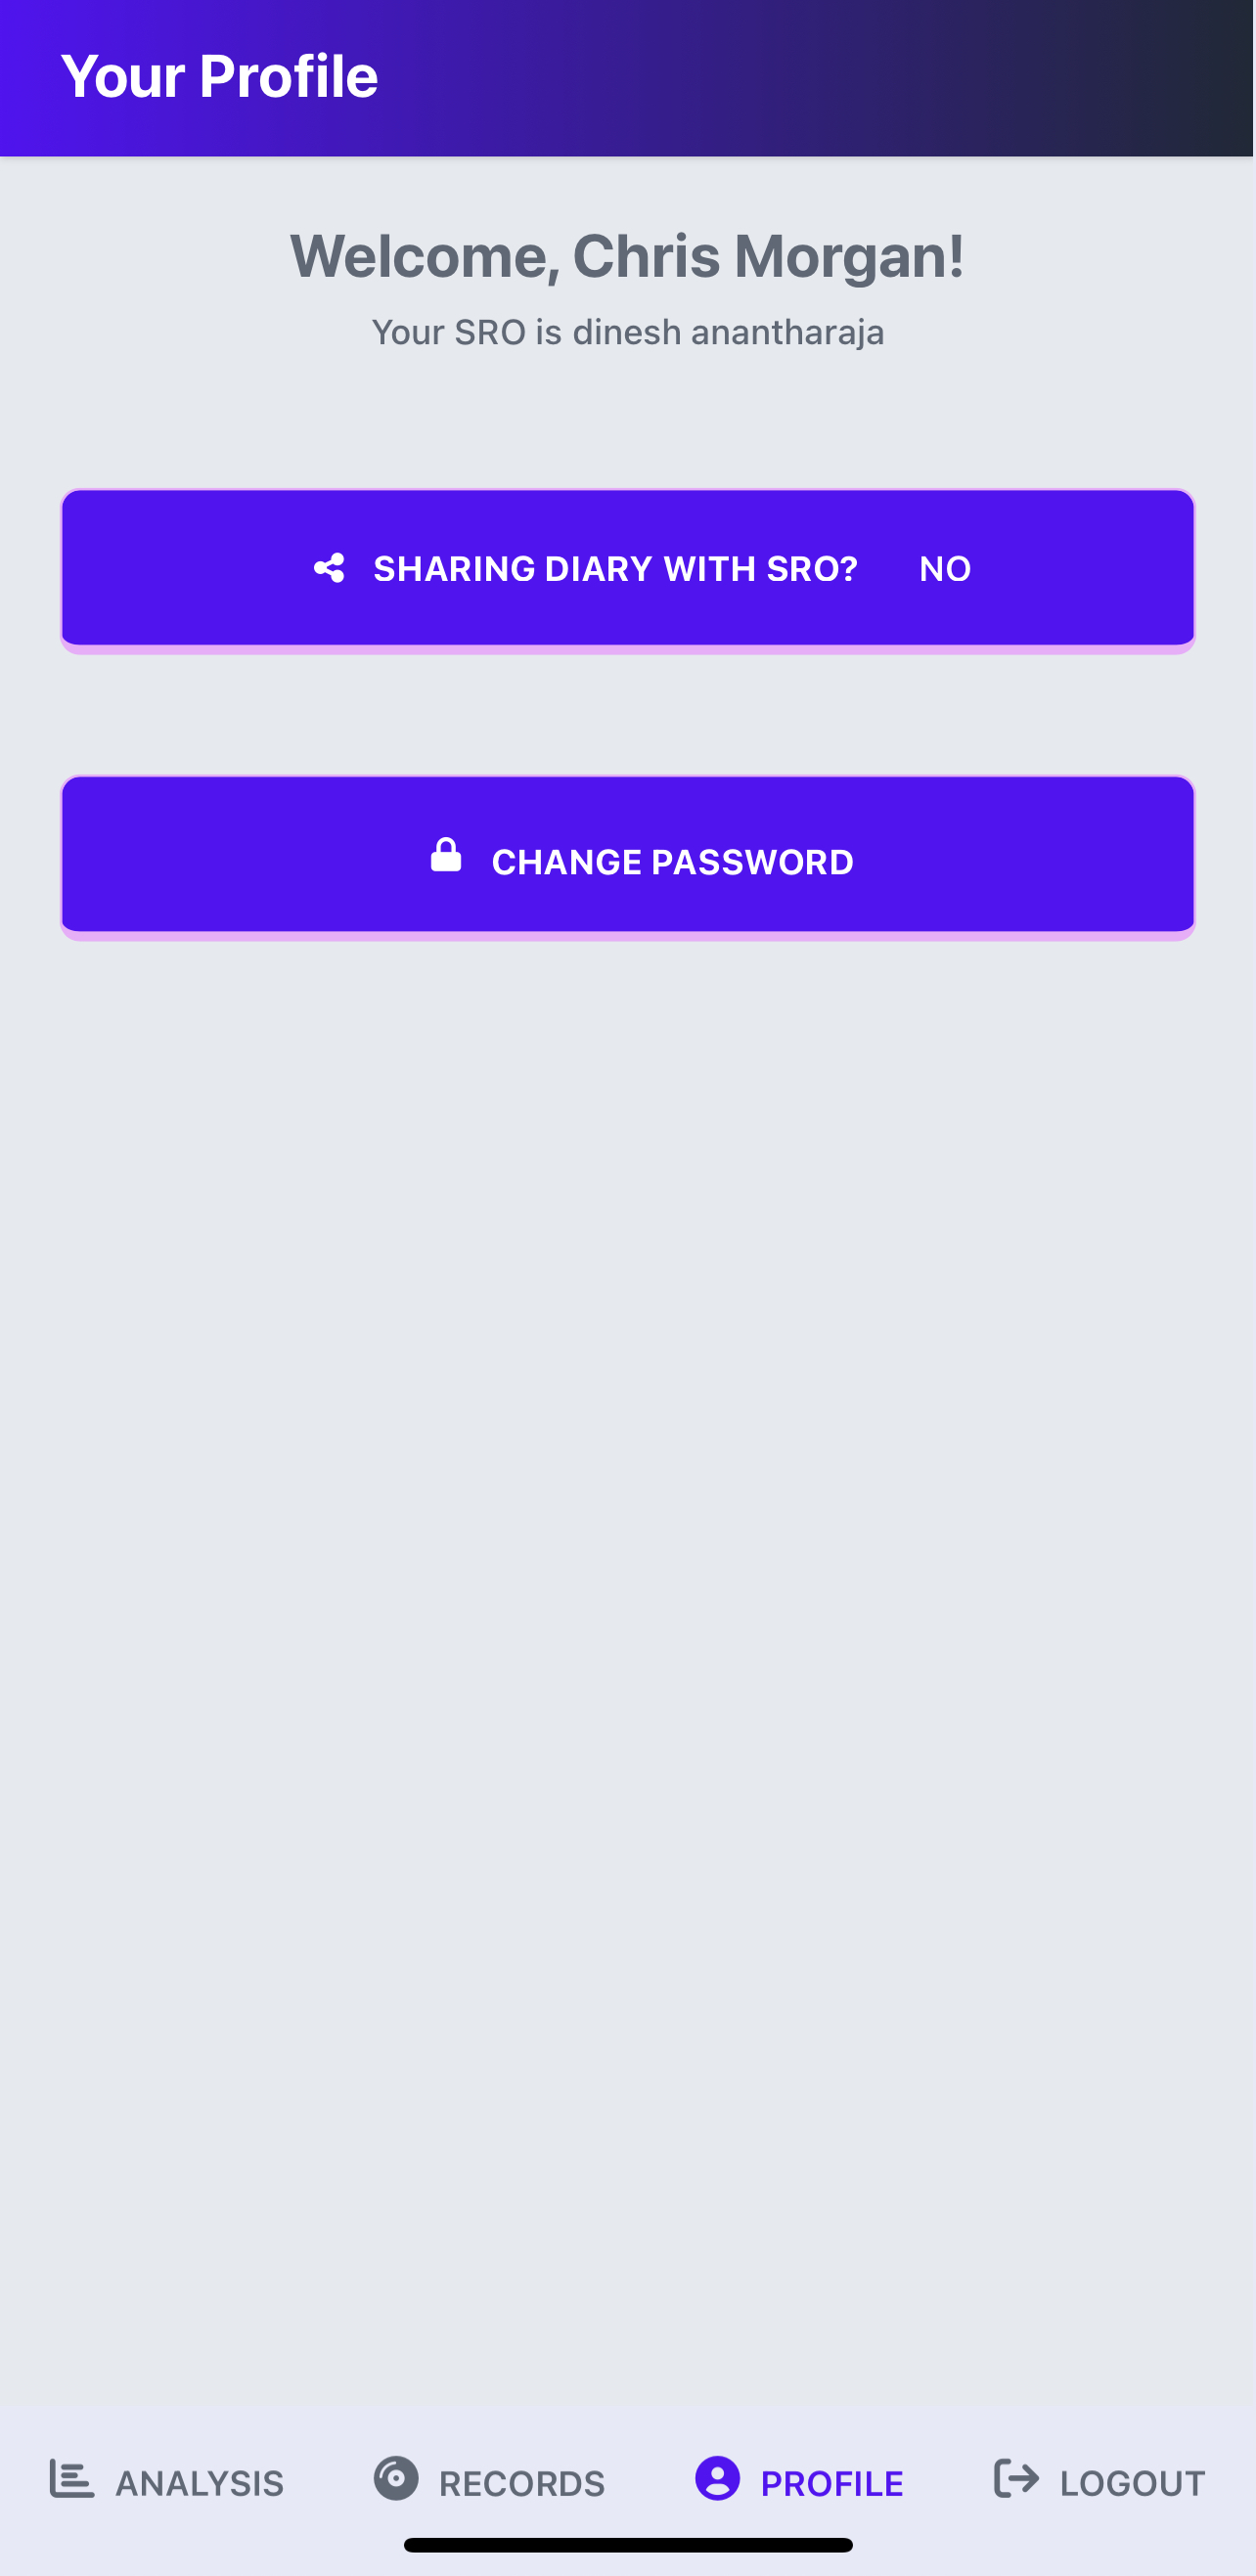 Your Profile
Welcome, Chris Morgan!
Your SRO is dinesh anantharaja
SHARING DIARY WITH SRO? NO
CHANGE PASSWORD
ANALYSIS RECORDS PROFILE LOGOUT